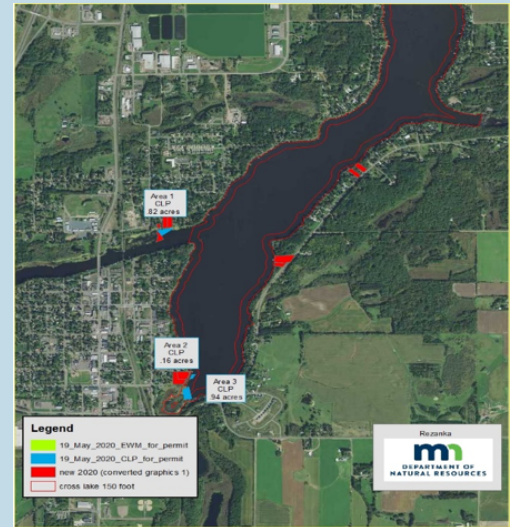 Area 1
CLP
.82 acres
Area 2
CLP
.16 acres
Area 3
CLP
.94 acres
Legend
19_May_2020_EWM_for_permit
19_May_2020_CLP_for_permit
new 2020 (converted graphics 1)
cross lake 150 foot
Rezanka
mn
DEPARTMENT OF
NATURAL RESOURCES